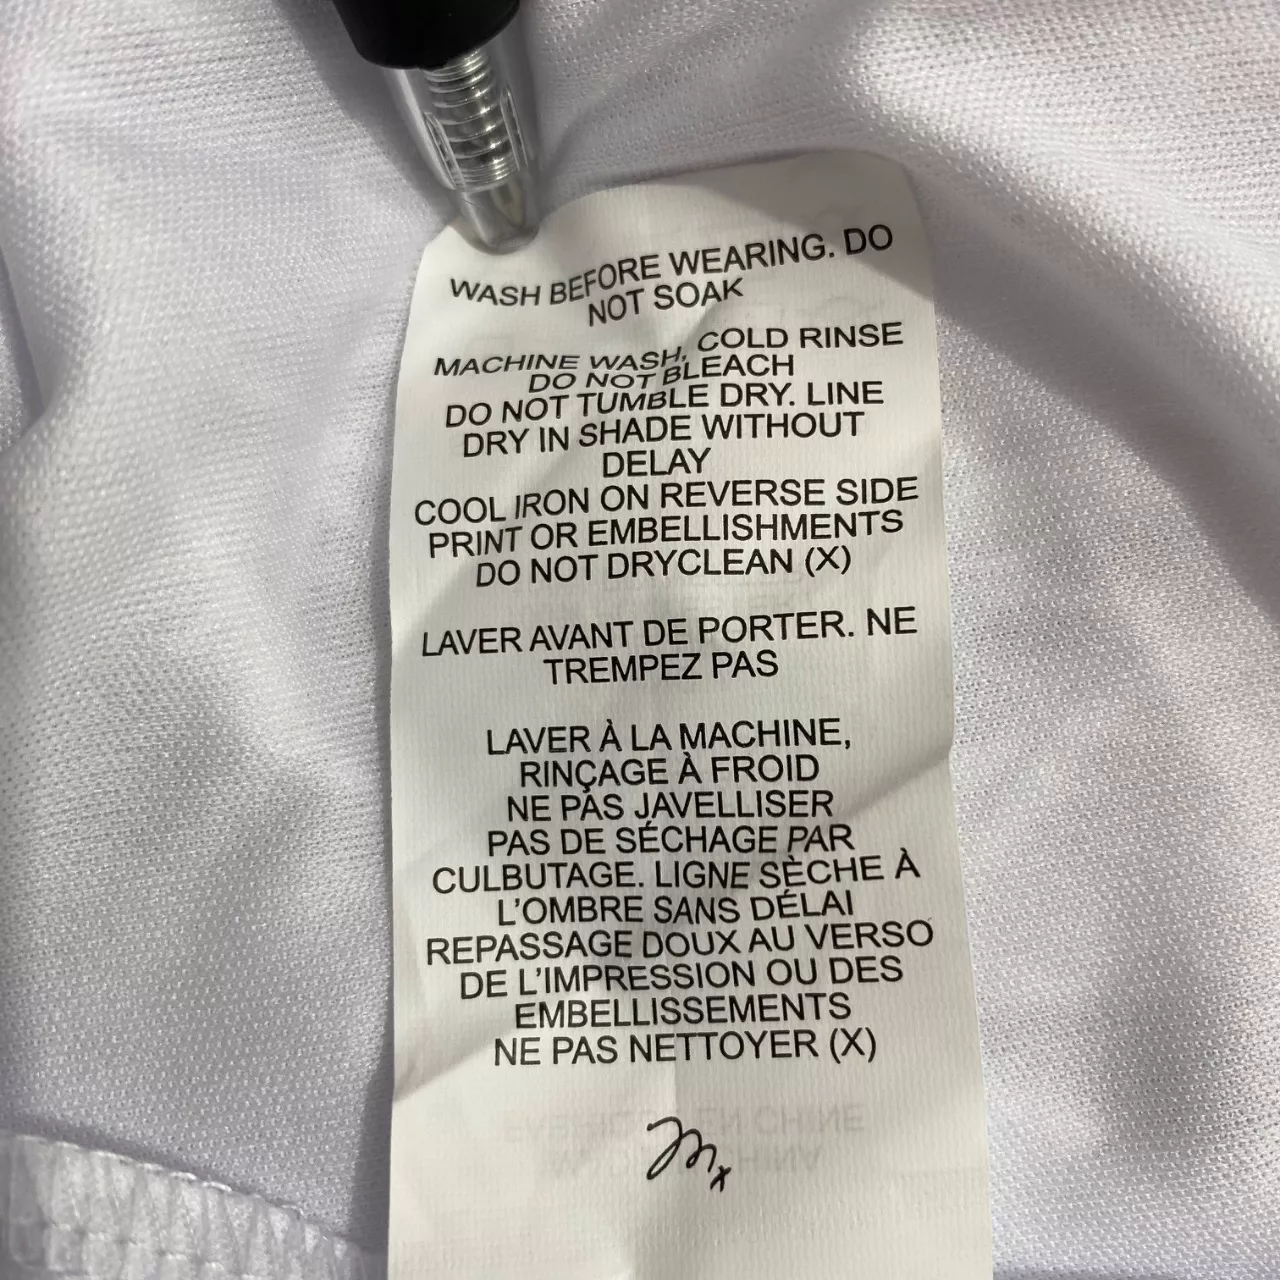 WASH BEFORE WEARING. DO
NOT SOAK
MACHINE WASH, COLD RINSE
DO NOT BLEACH
DO NOT TUMBLE DRY. LINE
DRY IN SHADE WITHOUT
DELAY
COOL IRON ON REVERSE SIDE
PRINT OR EMBELLISHMENTS
DO NOT DRYCLEAN (X)
LAVER AVANT DE PORTER. NE
TREMPEZ PAS
LAVER À LA MACHINE,
RINÇAGE À FROID
NE PAS JAVELLISER
PAS DE SÉCHAGE PAR
CULBUTAGE. LIGNE SÈCHE À
L'OMBRE SANS DÉLAI
REPASSAGE DOUX AU VERSO
DE L'IMPRESSION OU DES
EMBELLISSEMENTS
NE PAS NETTOYER (X)